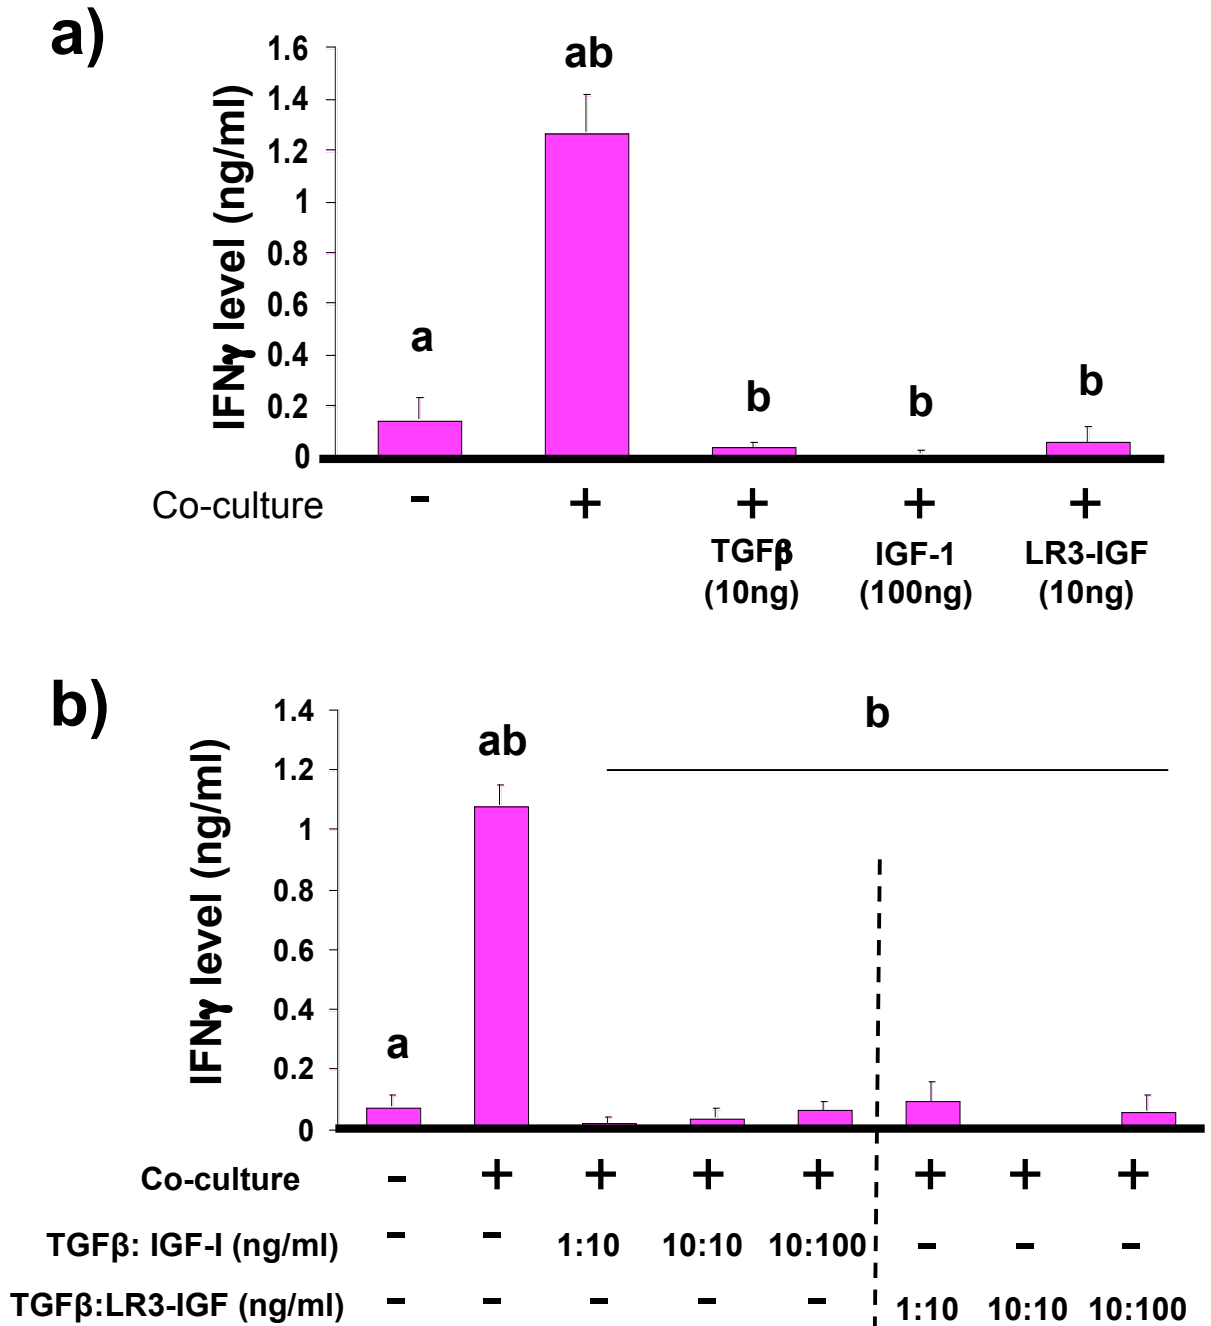 a)
IFNγ level (ng/ml)
1.6
1.4
1.2
1
0.8
0.6
0.4
0.2
0
a
ab
b
b
b
Co-culture - + + + +
TGFβ IGF-1 LR3-IGF
(10ng) (100ng) (10ng)
b)
IFNγ level (ng/ml)
1.4
1.2
1
0.8
0.6
0.4
0.2
0
a
ab
b
Co-culture - + + + + + + +
TGFβ: IGF-I (ng/ml) - - 1:10 10:10 10:100 - - -
TGFβ:LR3-IGF (ng/ml) - - - - - 1:10 10:10 10:100